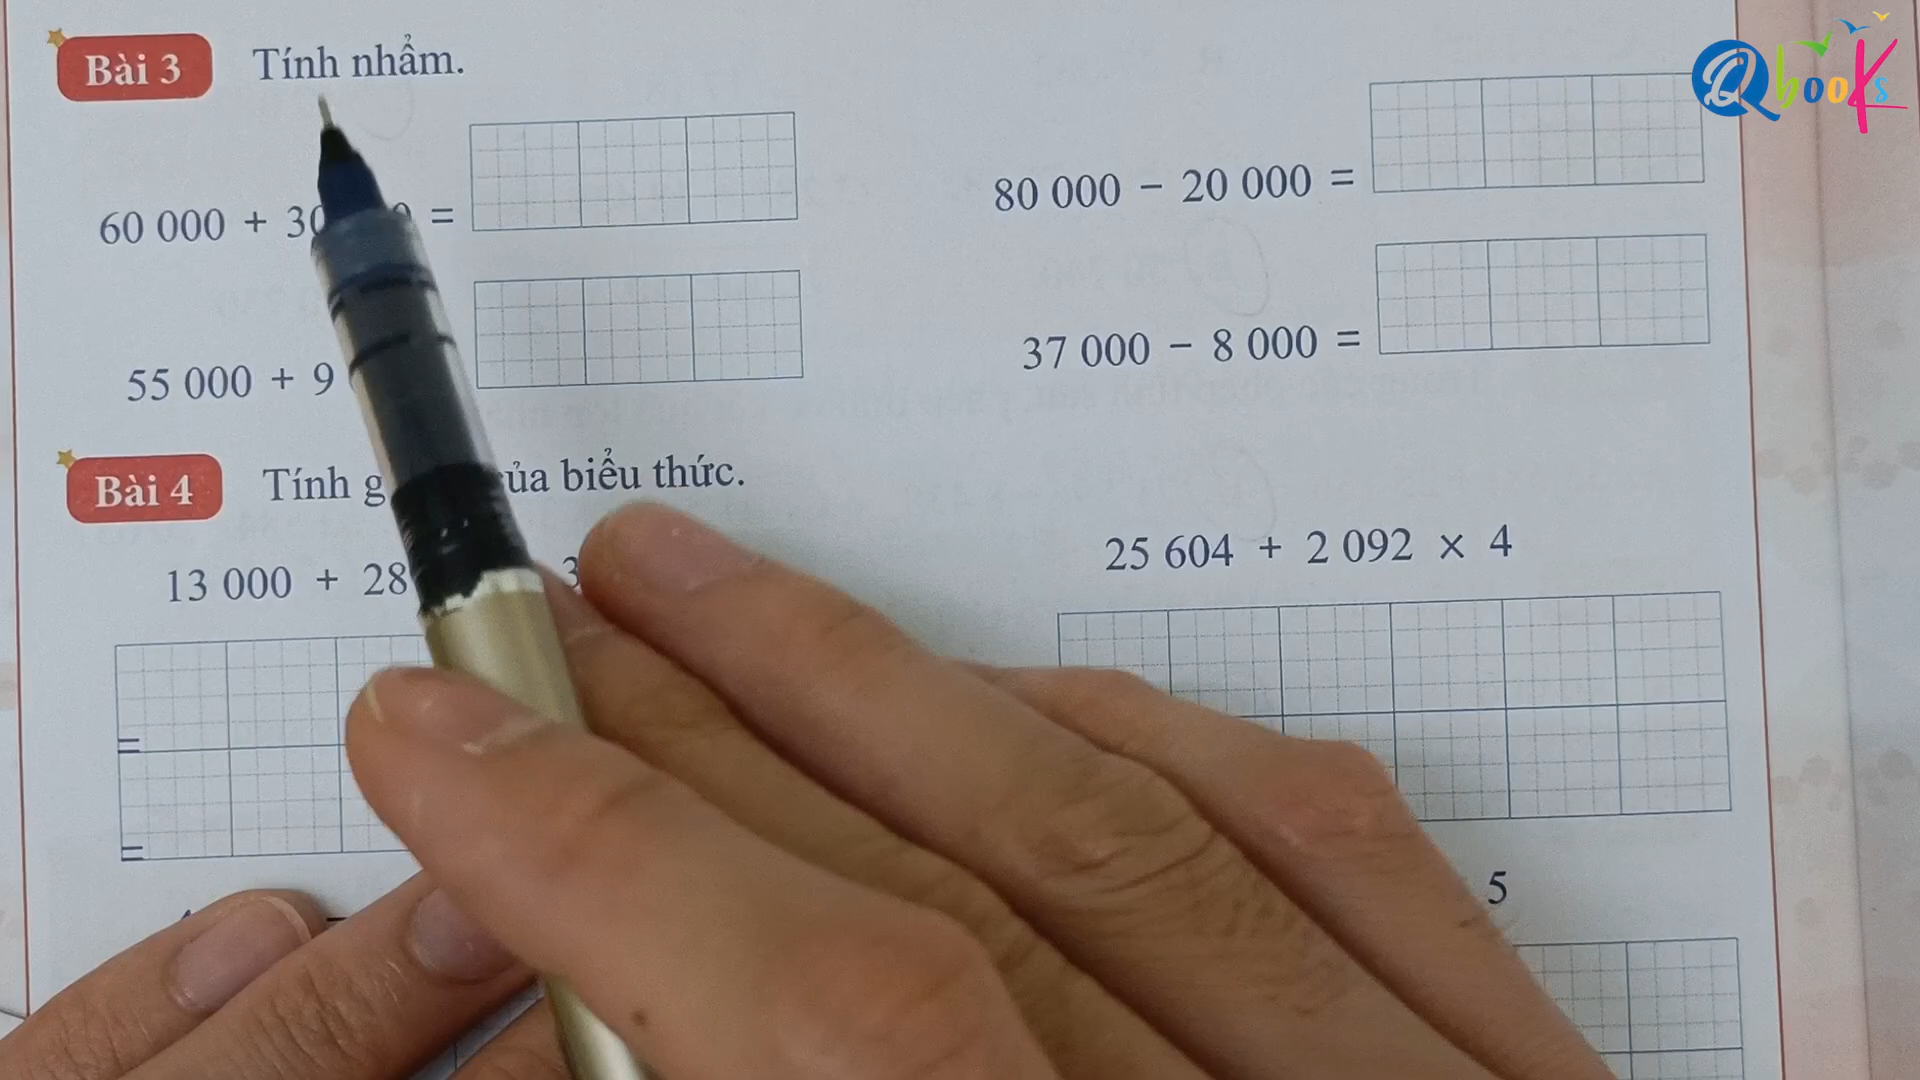 Qbooks
Bài 3 Tính nhẩm.
60 000 + 30 =
80 000 − 20 000 =
55 000 + 9
37 000 − 8 000 =
Bài 4 Tính của biểu thức.
13 000 + 28
25 604 + 2 092 × 4
=
=
5